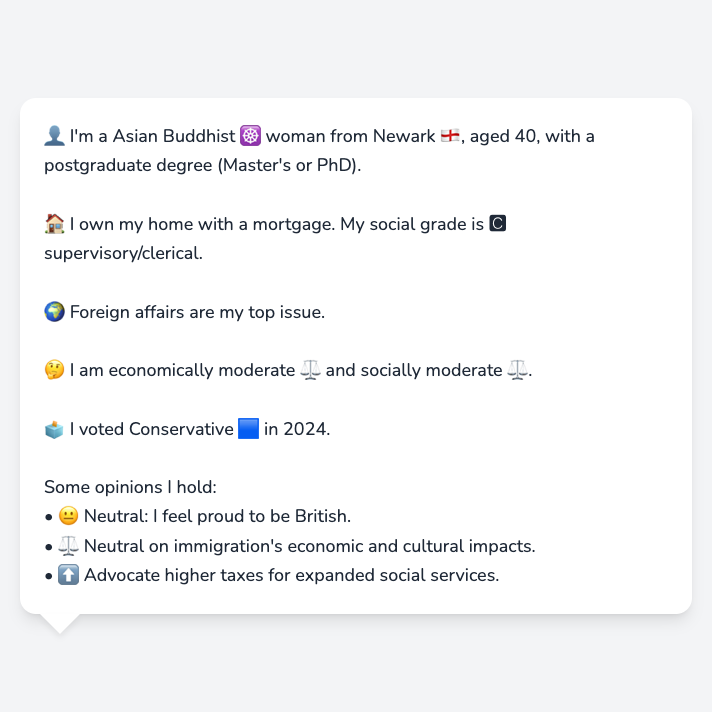 👤 I'm a Asian Buddhist ☸️ woman from Newark 🏴󠁧󠁢󠁥󠁮󠁧󠁿, aged 40, with a
postgraduate degree (Master's or PhD).
🏠 I own my home with a mortgage. My social grade is 🅲
supervisory/clerical.
🌍 Foreign affairs are my top issue.
🤔 I am economically moderate ⚖️ and socially moderate ⚖️.
🗳️ I voted Conservative 🟦 in 2024.
Some opinions I hold:
• 😐 Neutral: I feel proud to be British.
• ⚖️ Neutral on immigration's economic and cultural impacts.
• ⬆️ Advocate higher taxes for expanded social services.